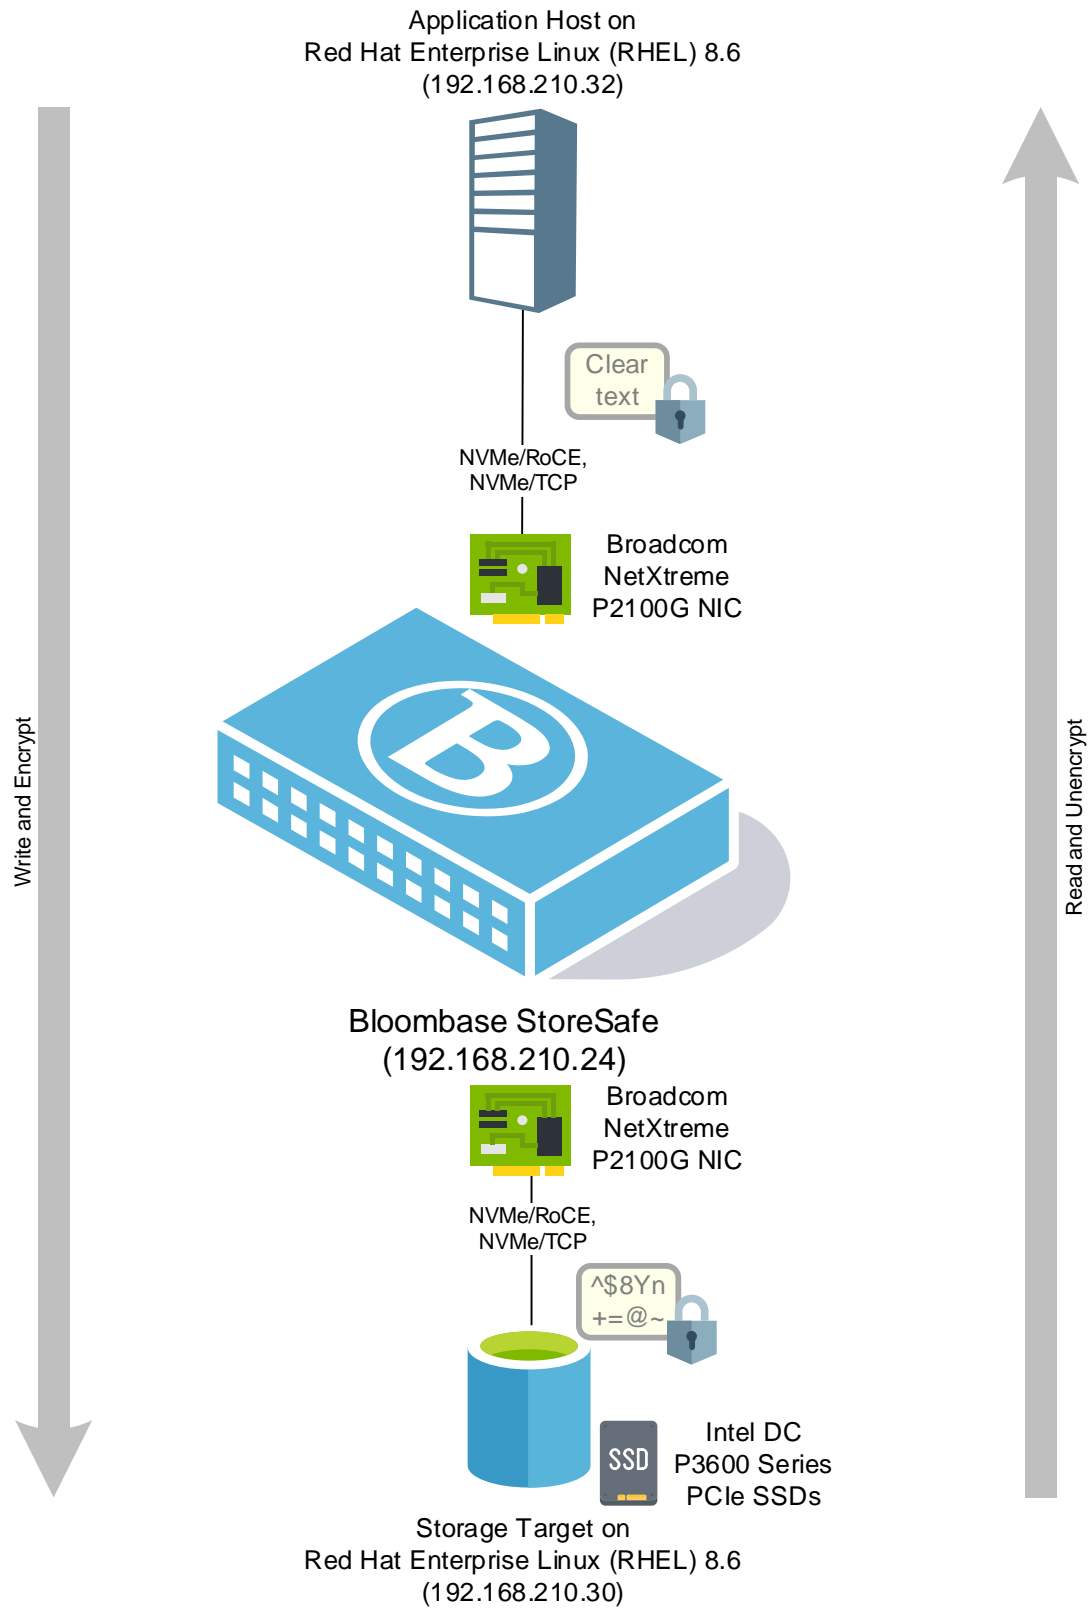 Application Host on
Red Hat Enterprise Linux (RHEL) 8.6
(192.168.210.32)
Clear
text
NVMe/RoCE,
NVMe/TCP
Broadcom
NetXtreme
P2100G NIC
B
Write and Encrypt
Read and Unencrypt
Bloombase StoreSafe
(192.168.210.24)
Broadcom
NetXtreme
P2100G NIC
NVMe/RoCE,
NVMe/TCP
^$8Yn
+=@~
SSD
Intel DC
P3600 Series
PCIe SSDs
Storage Target on
Red Hat Enterprise Linux (RHEL) 8.6
(192.168.210.30)